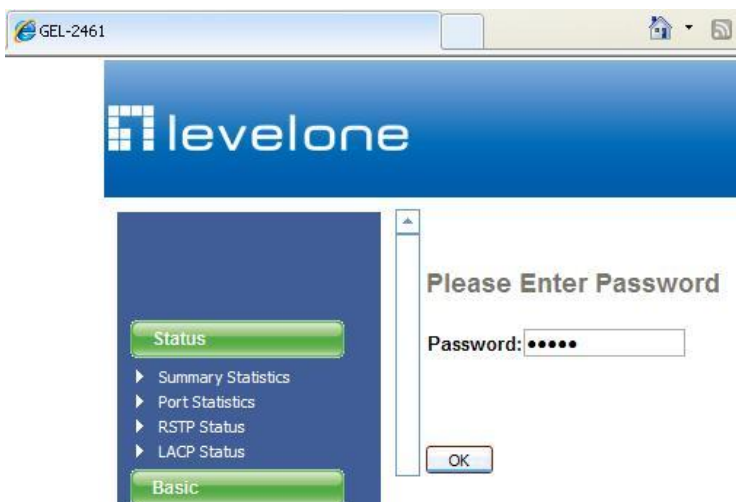 GEL-2461
levelone
Please Enter Password
Password: •••••
OK
Status
Summary Statistics
Port Statistics
RSTP Status
LACP Status
Basic